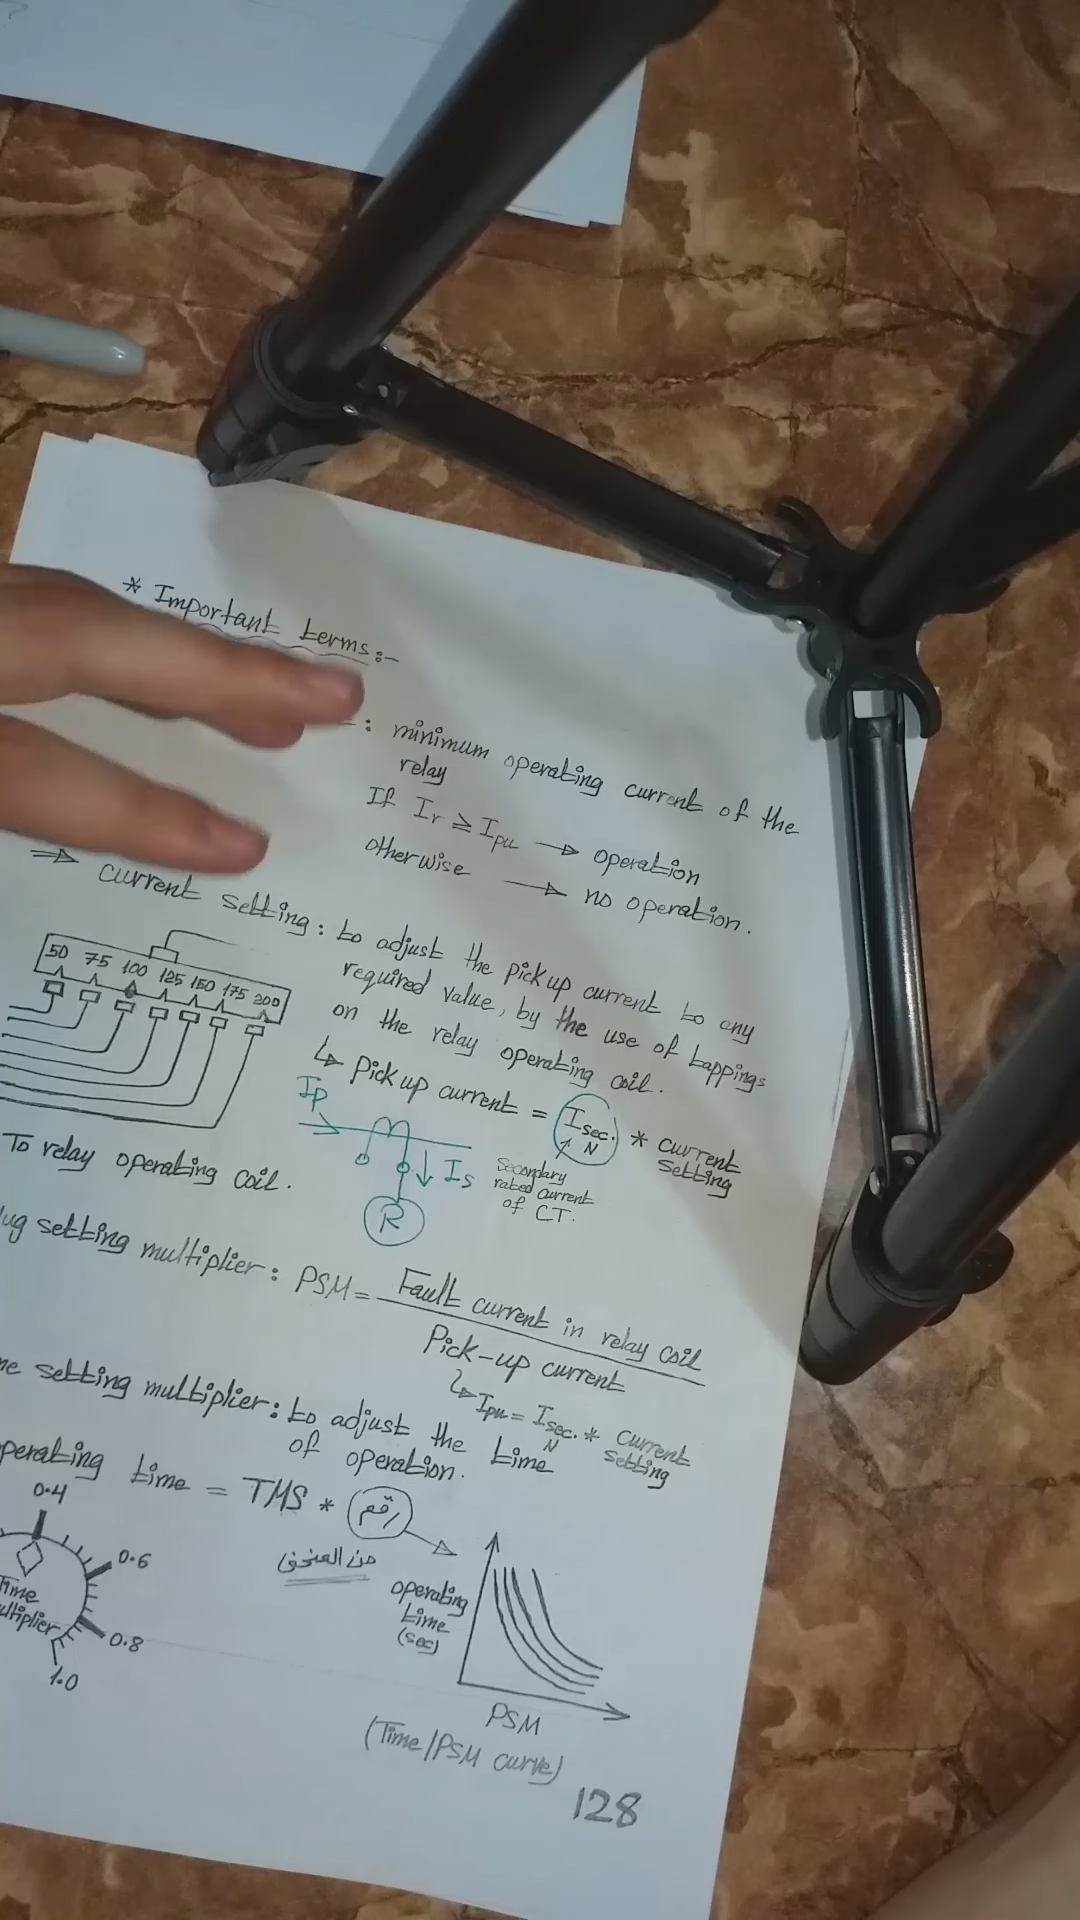 * Important terms:-
: minimum operating current of the
relay
If Ir ≥ Ipu → operation
otherwise → no operation.
⇒ current setting: to adjust the pick up current to any
required value, by the use of tappings
on the relay operating coil.
50 75 100 125 150 175 200
↳ Pick up current = Isec.N * current
setting
Secondary
rated current
of C.T.
Ip
Is
R
To relay operating coil.
lug setting multiplier: PSM = Fault current in relay coil
Pick-up current
↳ Ipu = Isec.N * current
setting
me setting multiplier: to adjust the time
of operation.
perating time = TMS * رقم
من المنحنى
0.4
0.6
0.8
1.0
Time
ultiplier
operating
time
(sec)
PSM
(Time/PSM curve)
128